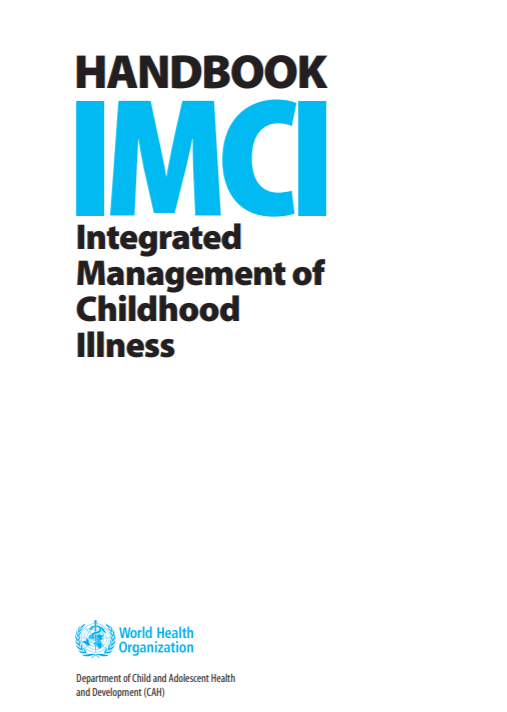 HANDBOOK
IMCI
Integrated
Management of
Childhood
Illness
World Health
Organization
Department of Child and Adolescent Health
and Development (CAH)